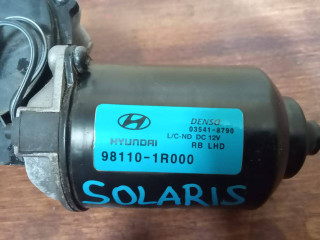 DENSO
03541-8790
L/C-ND DC 12V
HYUNDAI
RB LHD
98110-1R000
SOLARIS